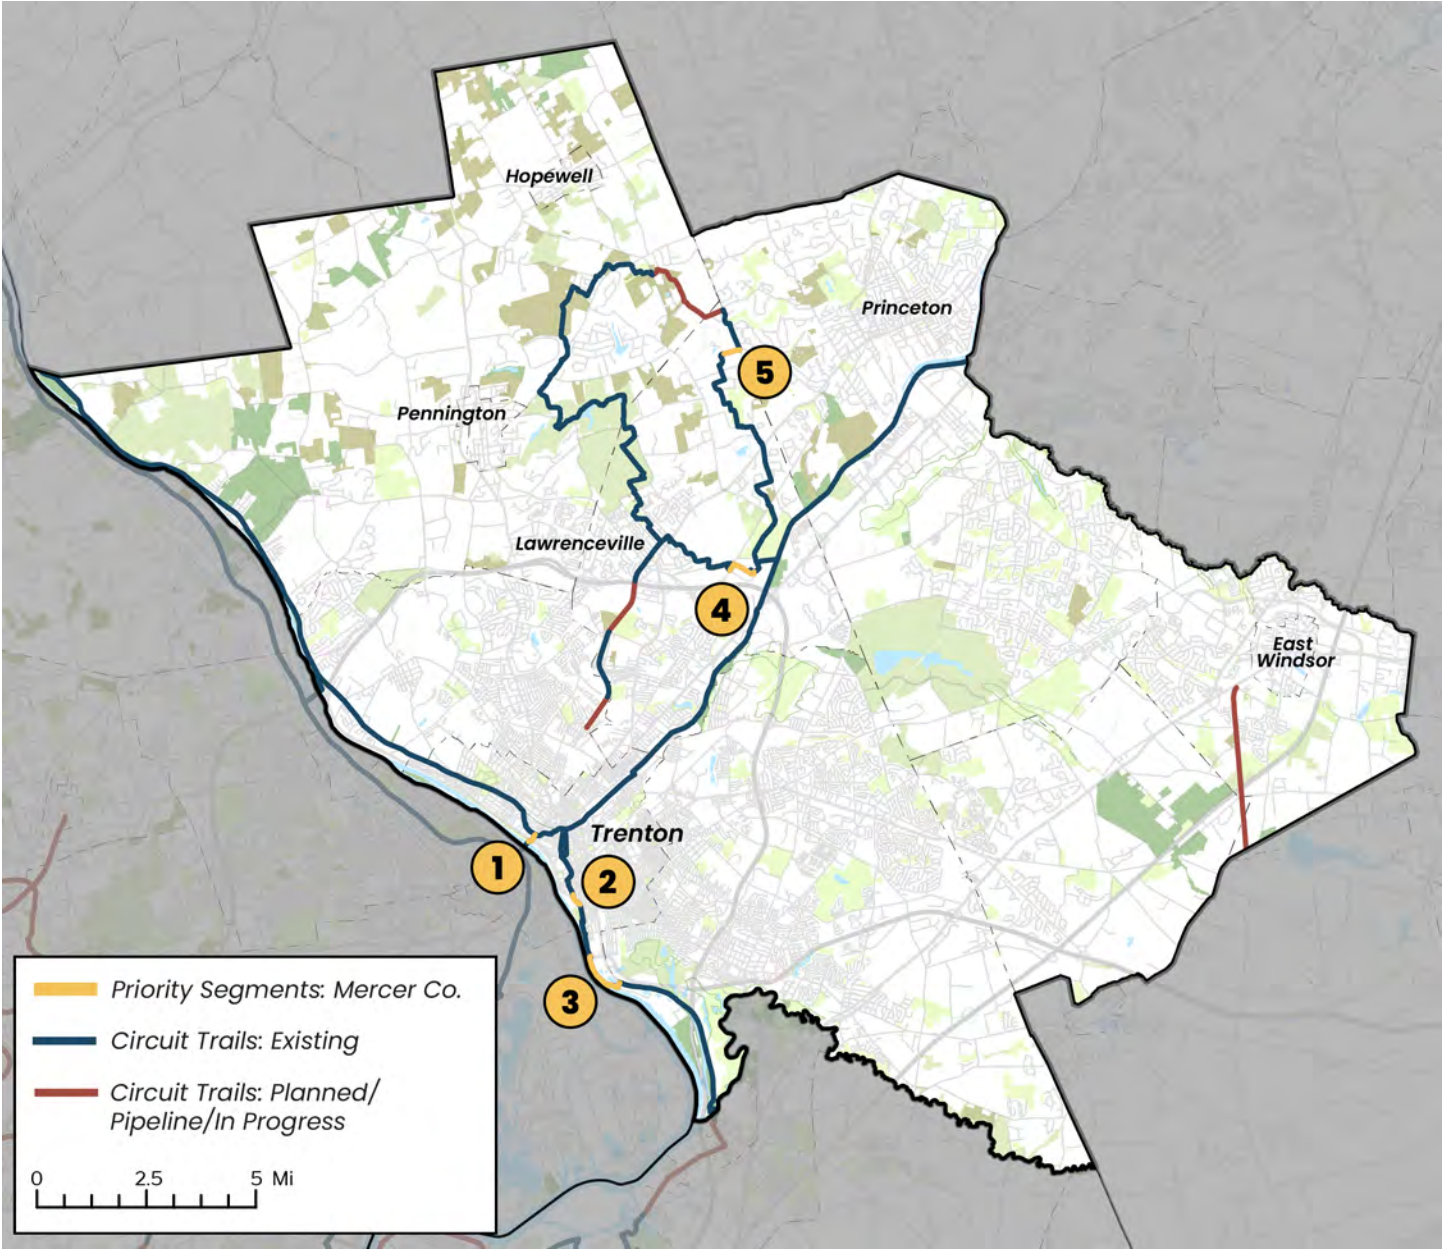 Hopewell
Princeton
5
Pennington
Lawrenceville
4
East
Windsor
Trenton
1
2
3
Priority Segments: Mercer Co.
Circuit Trails: Existing
Circuit Trails: Planned/
Pipeline/In Progress
0 2.5 5 Mi